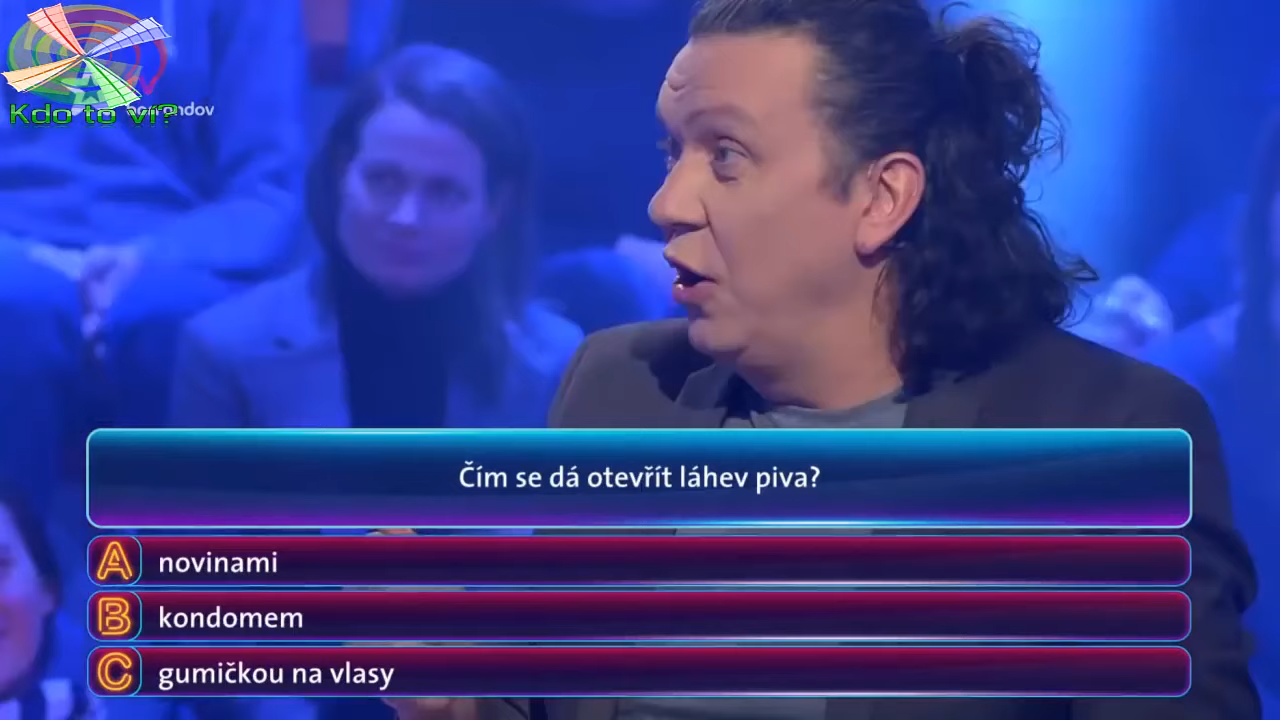 Kdo to ví?
Čím se dá otevřít láhev piva?
A novinami
B kondomem
C gumičkou na vlasy